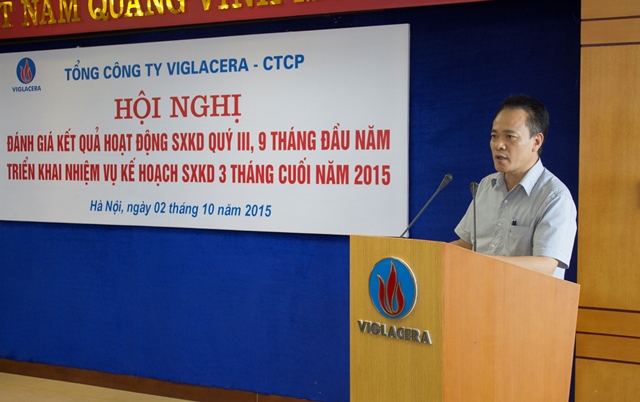 T NAM QUANG VINH
VIGLACERA
TỔNG CÔNG TY VIGLACERA - CTCP
HỘI NGHỊ
ĐÁNH GIÁ KẾT QUẢ HOẠT ĐỘNG SXKD QUÝ III, 9 THÁNG ĐẦU NĂM
TRIỂN KHAI NHIỆM VỤ KẾ HOẠCH SXKD 3 THÁNG CUỐI NĂM 2015
Hà Nội, ngày 02 tháng 10 năm 2015
VIGLACERA